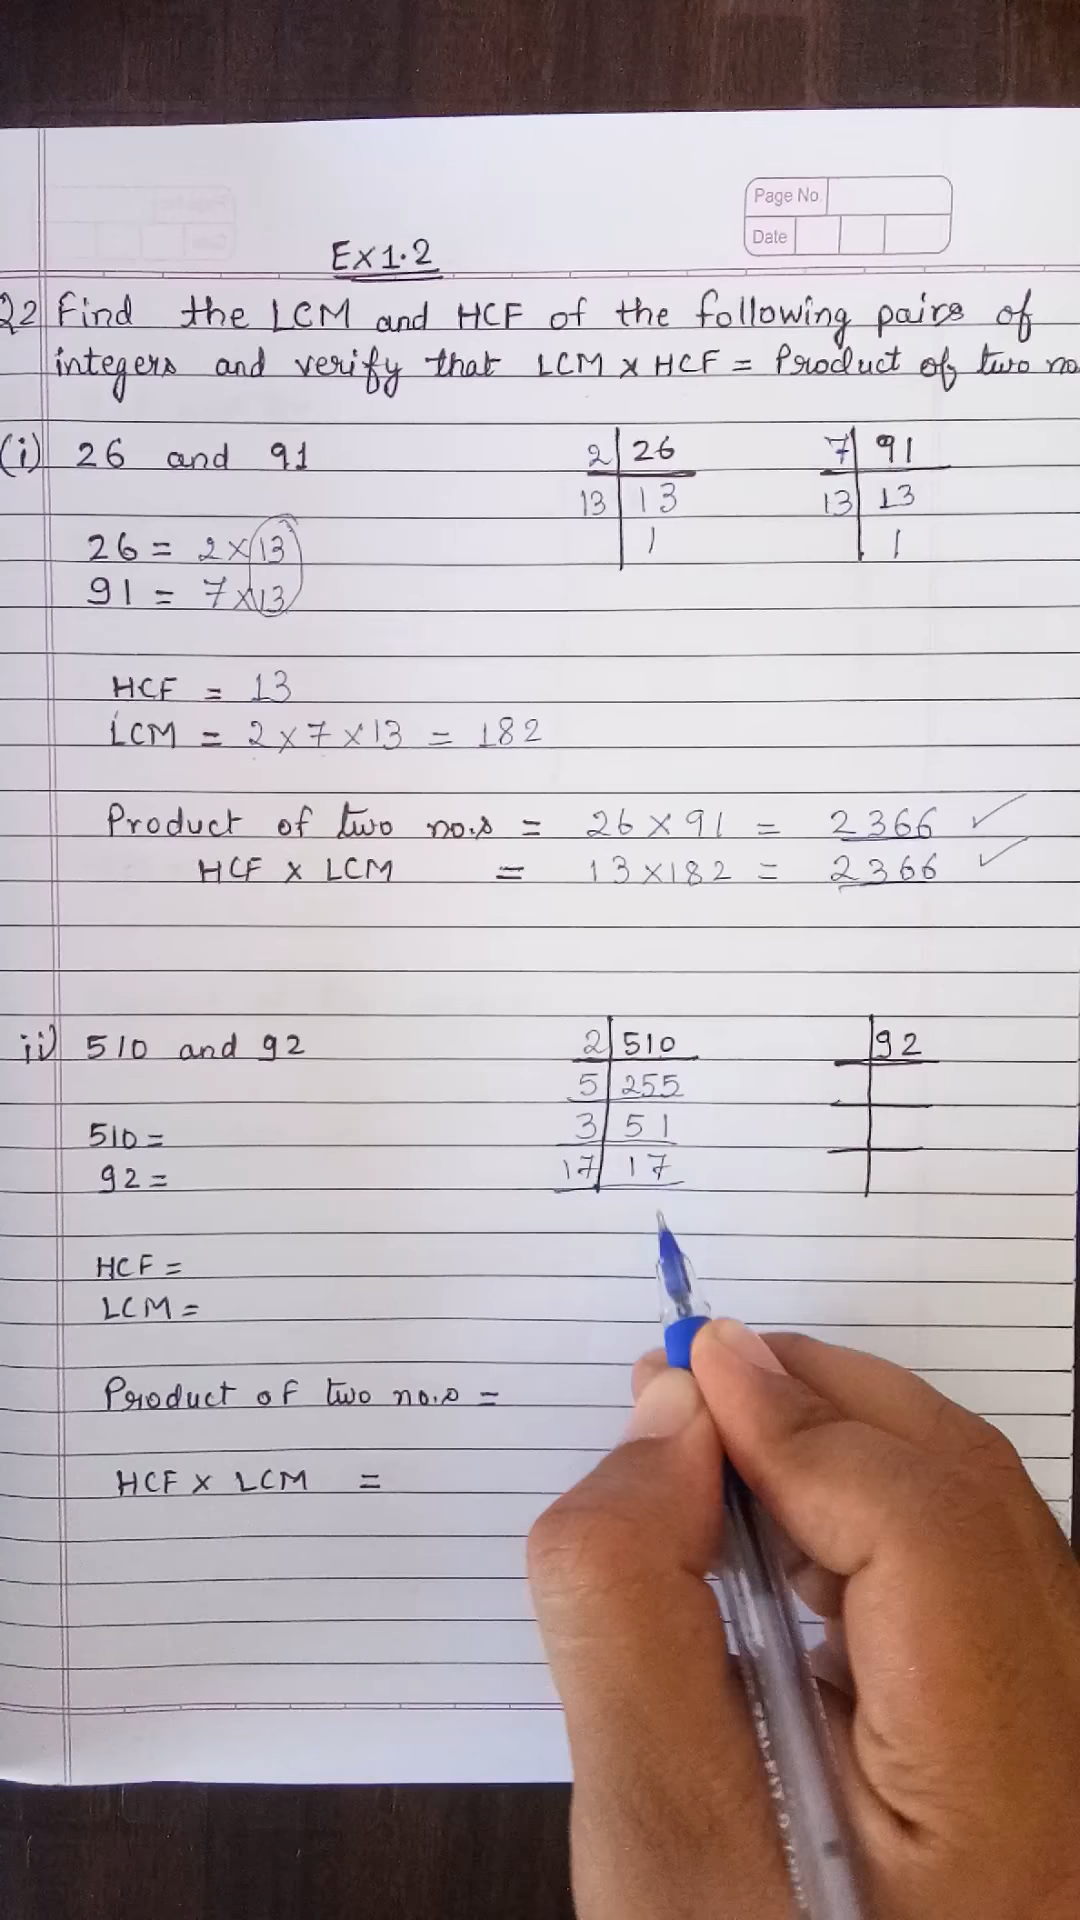 Page No.
Date
Ex 1.2
Q2 Find the LCM and HCF of the following pairs of
integers and verify that LCM × HCF = Product of two no
(i) 26 and 91
2 | 26
13 | 13
1
7 | 91
13 | 13
1
26 = 2 × 13
91 = 7 × 13
HCF = 13
LCM = 2 × 7 × 13 = 182
Product of two no.s = 26 × 91 = 2366 ✓
HCF × LCM = 13 × 182 = 2366 ✓
ii) 510 and 92
2 | 510
5 | 255
3 | 51
17 | 17
92
510 =
92 =
HCF =
LCM =
Product of two no.s =
HCF × LCM =